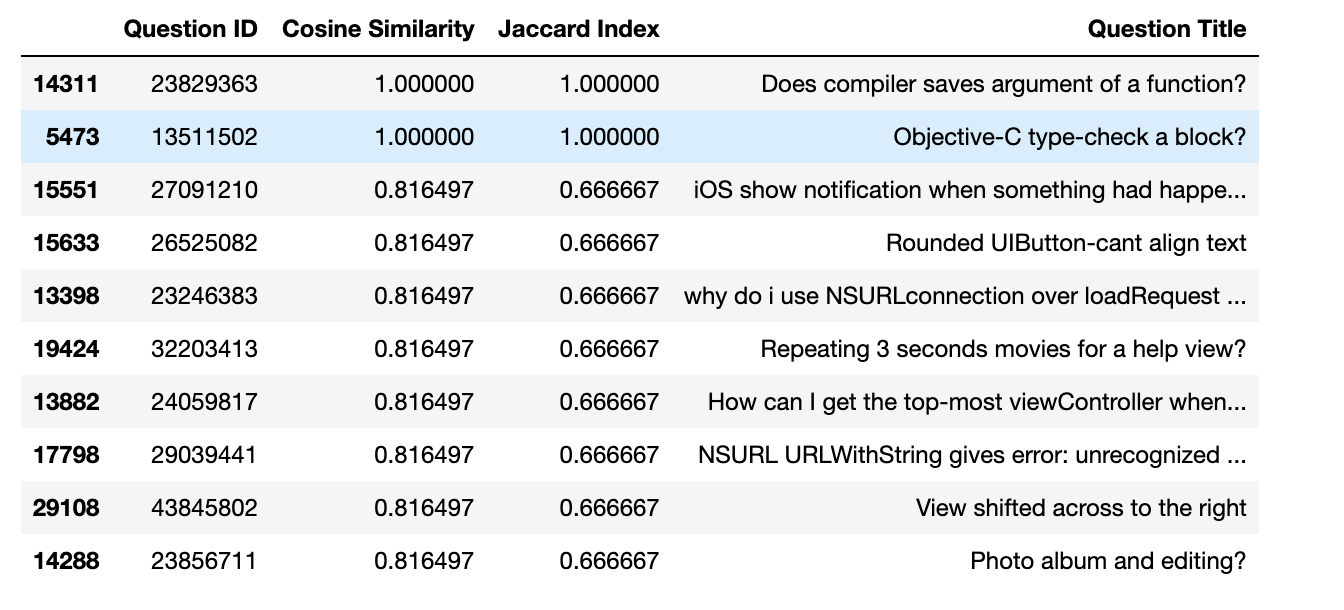 Question ID Cosine Similarity Jaccard Index Question Title
14311 23829363 1.000000 1.000000 Does compiler saves argument of a function?
5473 13511502 1.000000 1.000000 Objective-C type-check a block?
15551 27091210 0.816497 0.666667 iOS show notification when something had happe...
15633 26525082 0.816497 0.666667 Rounded UIButton-cant align text
13398 23246383 0.816497 0.666667 why do i use NSURLconnection over loadRequest ...
19424 32203413 0.816497 0.666667 Repeating 3 seconds movies for a help view?
13882 24059817 0.816497 0.666667 How can I get the top-most viewController when...
17798 29039441 0.816497 0.666667 NSURL URLWithString gives error: unrecognized ...
29108 43845802 0.816497 0.666667 View shifted across to the right
14288 23856711 0.816497 0.666667 Photo album and editing?